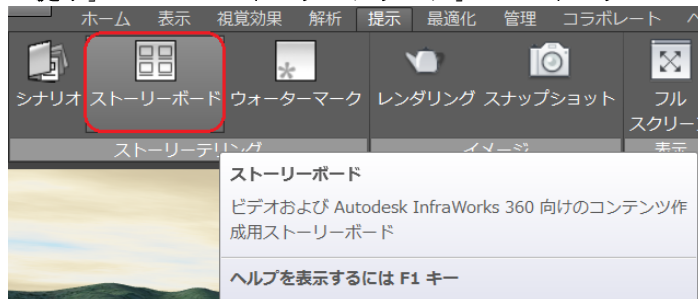 ホーム 表示 視覚効果 解析 提示 最適化 管理 コラボレート
シナリオ ストーリーボード ウォーターマーク レンダリング スナップショット フル
スクリー
ストーリーテリング イメージ 表示
ストーリーボード
ビデオおよび Autodesk InfraWorks 360 向けのコンテンツ作
成用ストーリーボード
ヘルプを表示するには F1 キー